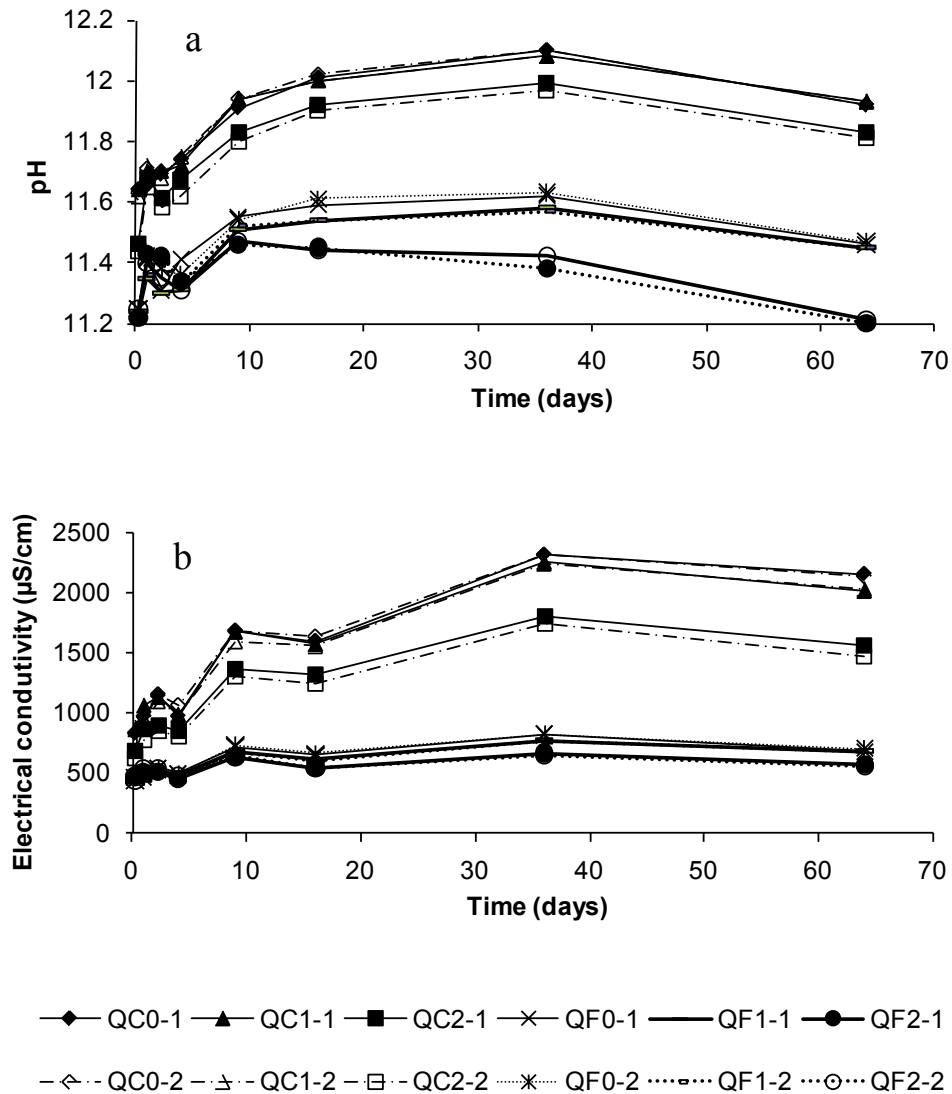 12.2
a
12
11.8
pH
11.6
11.4
11.2
0 10 20 30 40 50 60 70
Time (days)
2500
b
2000
1500
Electrical condutivity (µS/cm)
1000
500
0
0 10 20 30 40 50 60 70
Time (days)
QC0-1 QC1-1 QC2-1 QF0-1 QF1-1 QF2-1
QC0-2 QC1-2 QC2-2 QF0-2 QF1-2 QF2-2